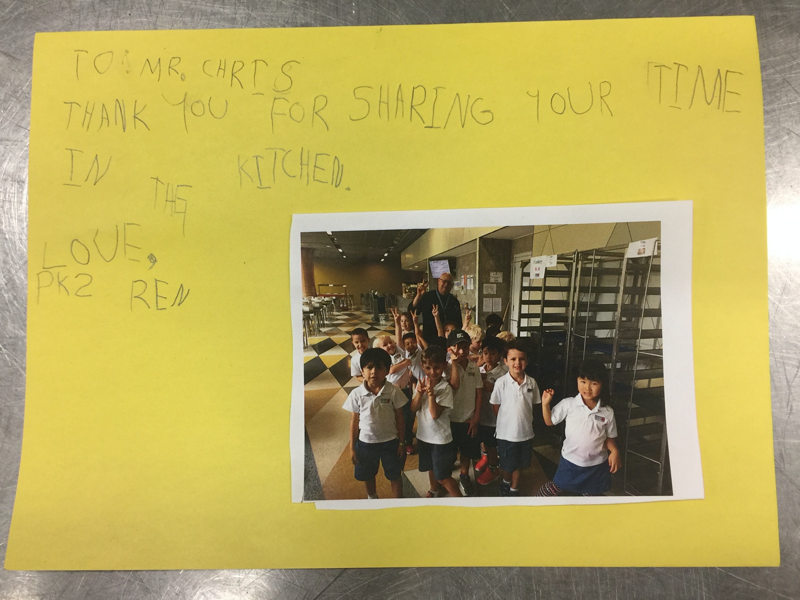 TO MR. CHRIS
THANK YOU FOR SHARING YOUR TIME
IN THE KITCHEN.
LOVE,
PK2 REN